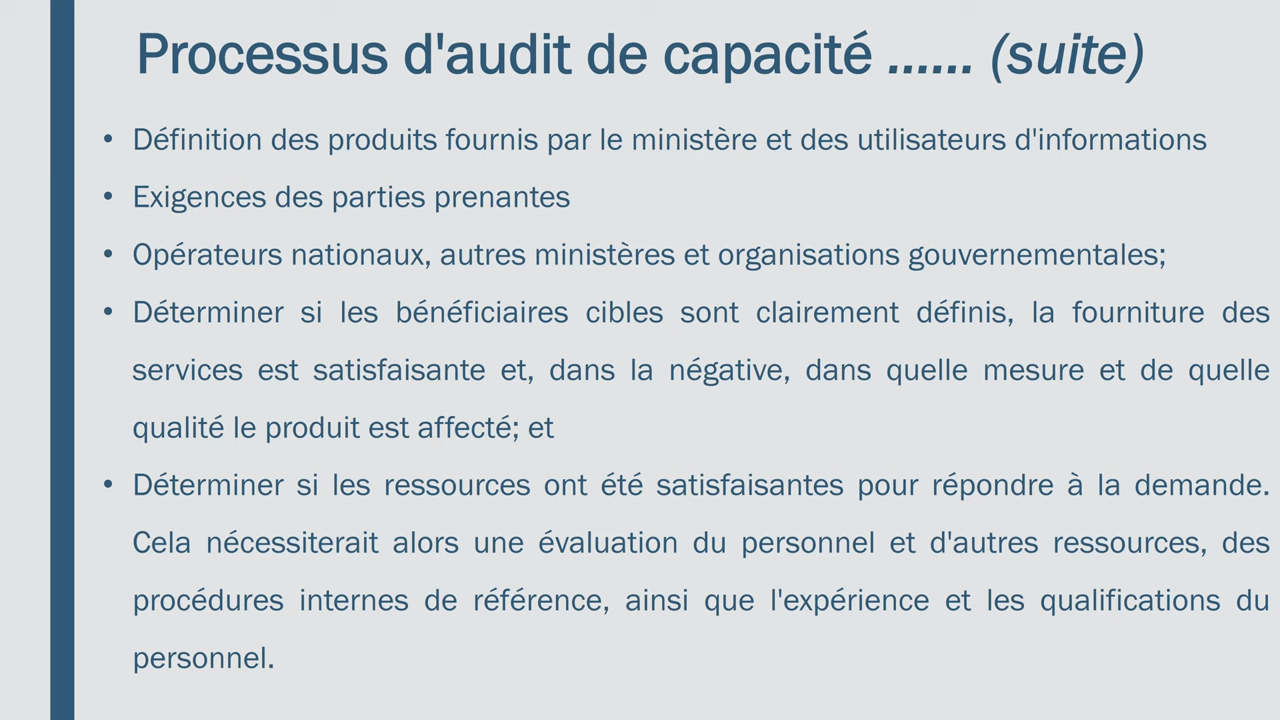 Processus d'audit de capacité ...... (suite)
• Définition des produits fournis par le ministère et des utilisateurs d'informations
• Exigences des parties prenantes
• Opérateurs nationaux, autres ministères et organisations gouvernementales;
• Déterminer si les bénéficiaires cibles sont clairement définis, la fourniture des
services est satisfaisante et, dans la négative, dans quelle mesure et de quelle
qualité le produit est affecté; et
• Déterminer si les ressources ont été satisfaisantes pour répondre à la demande.
Cela nécessiterait alors une évaluation du personnel et d'autres ressources, des
procédures internes de référence, ainsi que l'expérience et les qualifications du
personnel.